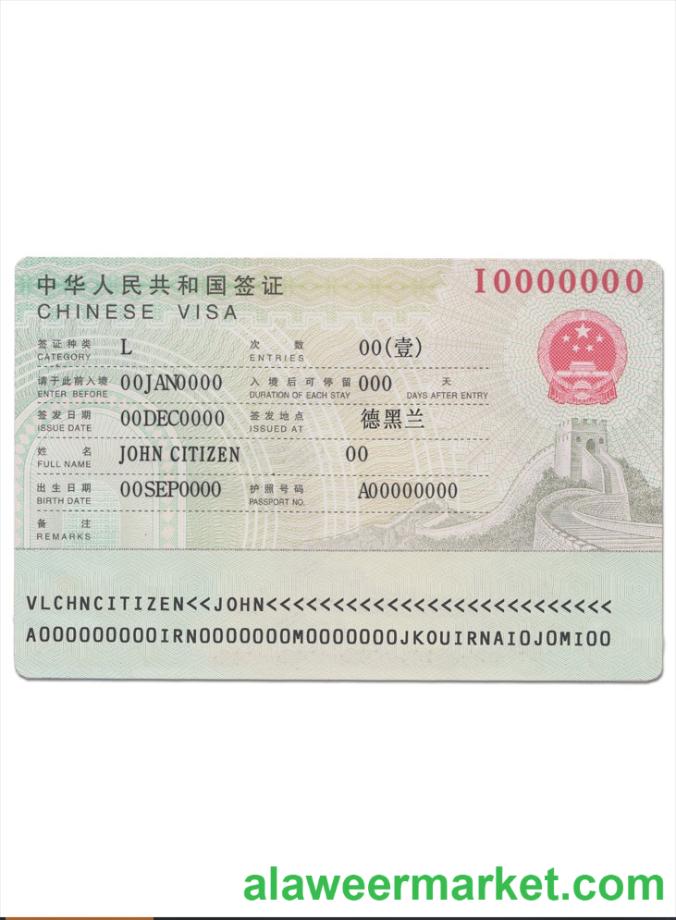 中华人民共和国签证
CHINESE VISA
I0000000
签证种类 L 次数 00(壹)
CATEGORY ENTRIES
请于此前入境 00JAN0000 入境后可停留 000 天
ENTER BEFORE DURATION OF EACH STAY DAYS AFTER ENTRY
签发日期 00DEC0000 签发地点 德黑兰
ISSUE DATE ISSUED AT
姓名 JOHN CITIZEN 00
FULL NAME
出生日期 00SEP0000 护照号码 A00000000
BIRTH DATE PASSPORT NO.
备注
REMARKS
VLCHNCITIZEN<<JOHN<<<<<<<<<<<<<<<<<<<<<<<<<<
A000000000IRN0000000M0000000JK0UIRNAI0J0MI00
alaweermarket.com